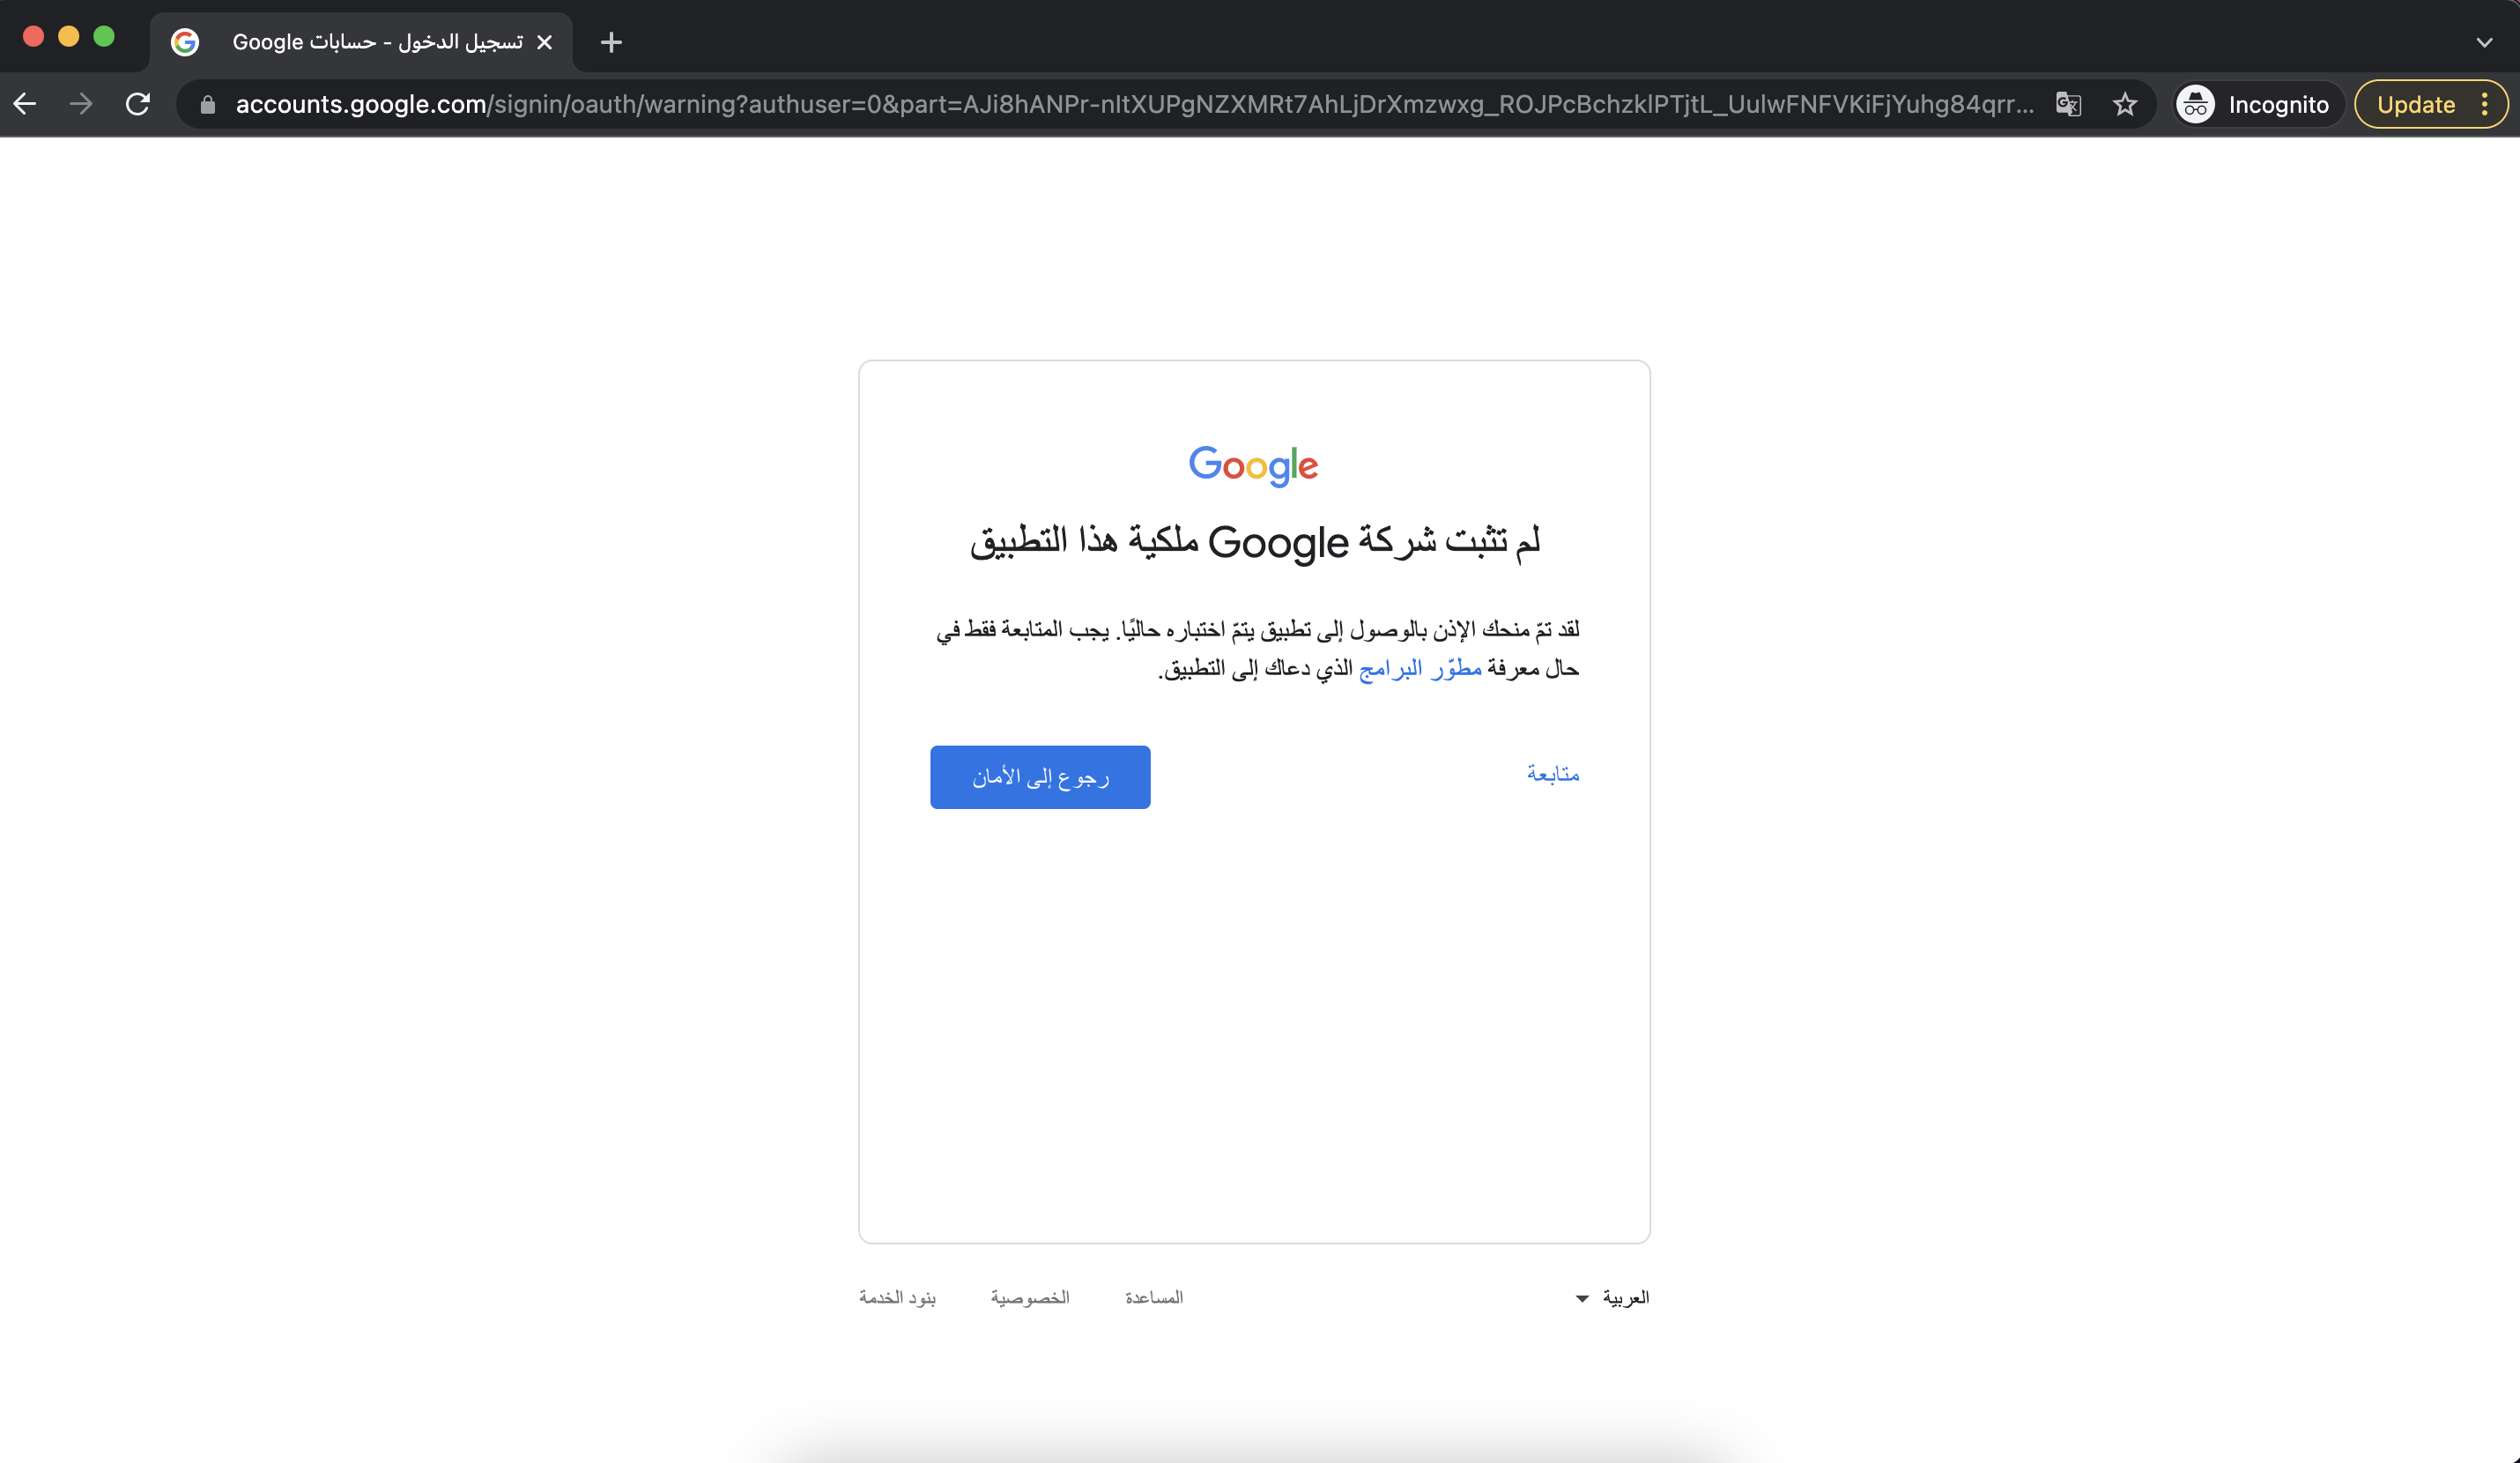 تسجيل الدخول - حسابات Google
accounts.google.com/signin/oauth/warning?authuser=0&part=AJi8hANPr-nItXUPgNZXMRt7AhLjDrXmzwxg_ROJPcBchzklPTjtL_UulwFNFVKiFjYuhg84qrr...
Incognito
Update
Google
لم تثبت شركة Google ملكية هذا التطبيق
لقد تمّ منحك الإذن بالوصول إلى تطبيق يتمّ اختباره حاليًا. يجب المتابعة فقط في
حال معرفة مطوّر البرامج الذي دعاك إلى التطبيق.
متابعة
رجوع إلى الأمان
العربية
المساعدة
الخصوصية
بنود الخدمة